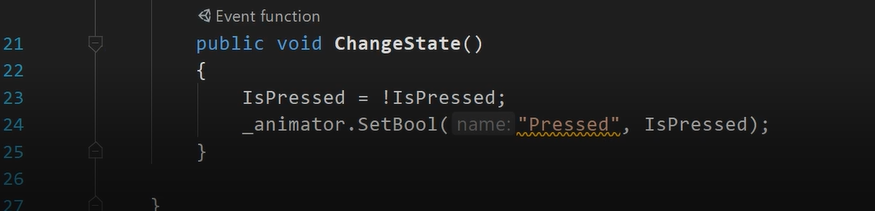 Event function
21 public void ChangeState()
22 {
23 IsPressed = !IsPressed;
24 _animator.SetBool( name: "Pressed", IsPressed);
25 }
26
27 }